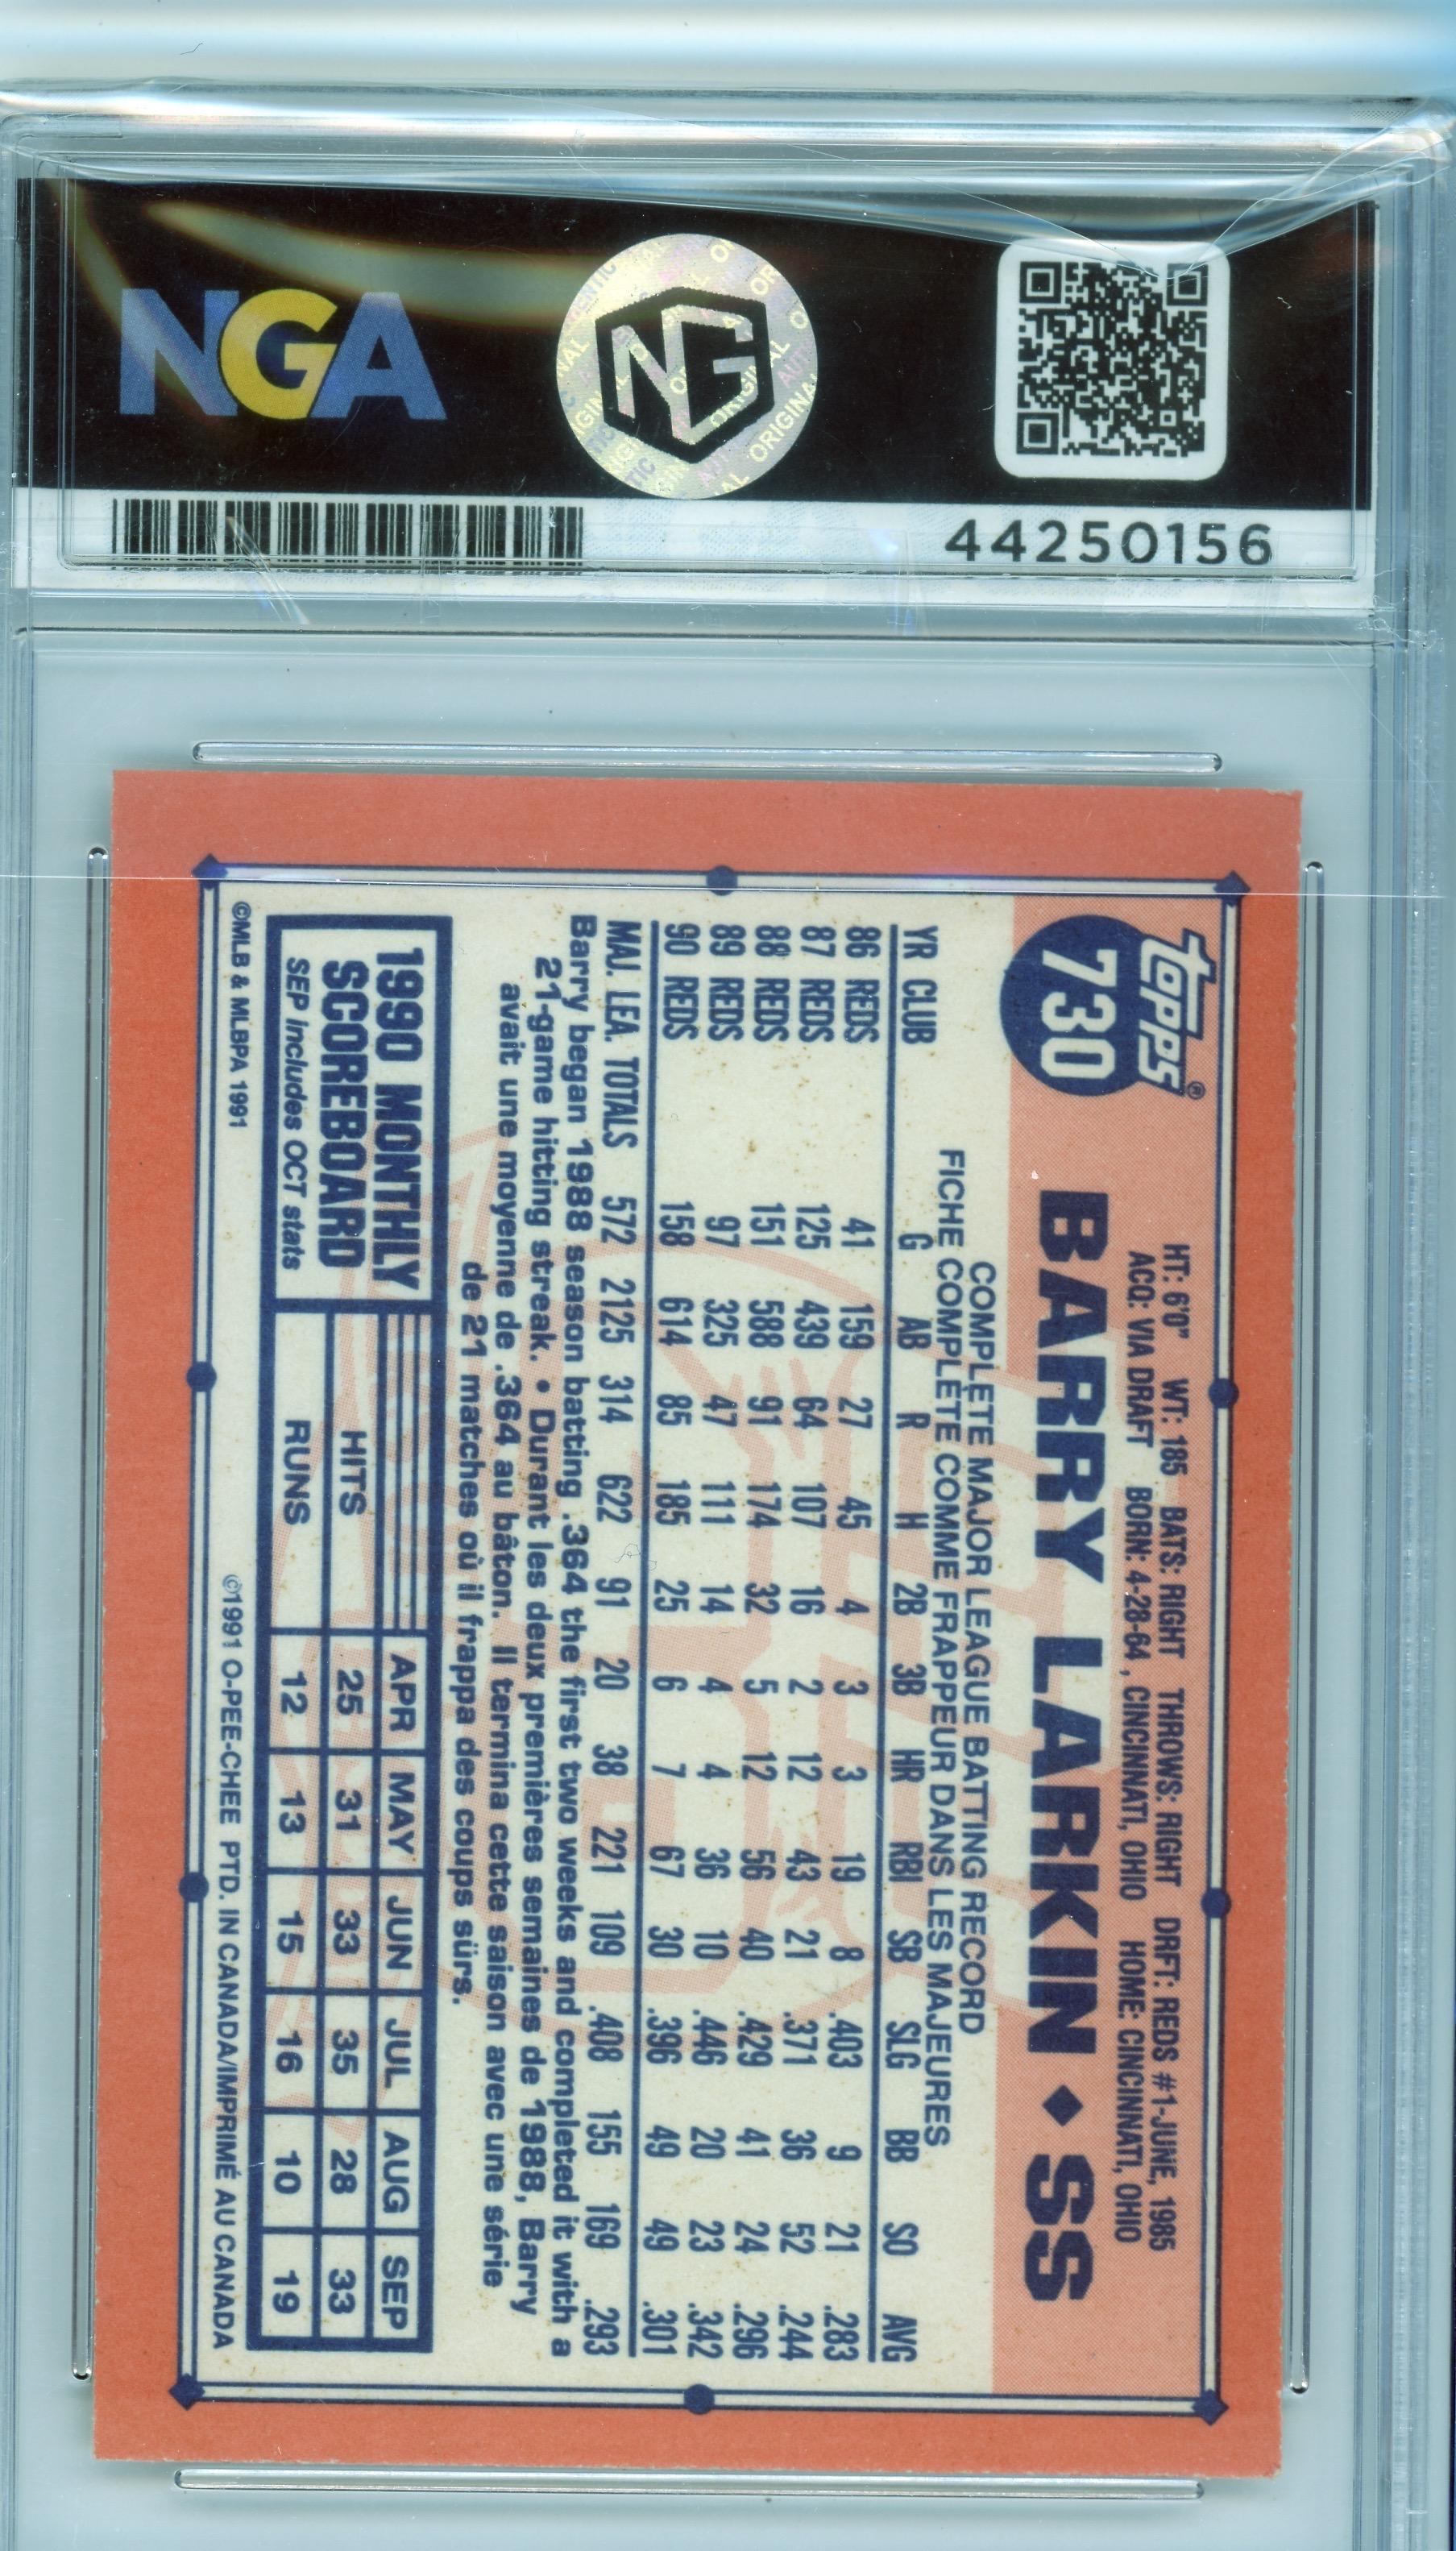 NGA
NG
44250156
topps®
730
HT: 6'0" WT: 185 BATS: RIGHT THROWS: RIGHT DRFT: REDS #1-JUNE, 1985
ACQ: VIA DRAFT BORN: 4-28-64, CINCINNATI, OHIO HOME: CINCINNATI, OHIO
BARRY LARKIN ♦ SS
COMPLETE MAJOR LEAGUE BATTING RECORD
FICHE COMPLÈTE COMME FRAPPEUR DANS LES MAJEURES
YR CLUB G AB R H 2B 3B HR RBI SB SLG BB SO AVG
86 REDS 41 159 27 45 4 3 3 19 8 .403 9 21 .283
87 REDS 125 439 64 107 16 2 12 43 21 .371 36 52 .244
88 REDS 151 588 91 174 32 5 12 56 40 .429 41 24 .296
89 REDS 97 325 47 111 14 4 4 36 10 .446 20 23 .342
90 REDS 158 614 85 185 25 6 7 67 30 .396 49 49 .301
MAJ. LEA. TOTALS 572 2125 314 622 91 20 38 221 109 .408 155 169 .293
Barry began 1988 season batting .364 the first two weeks and completed it with a
21-game hitting streak. • Durant les deux premières semaines de 1988, Barry
avait une moyenne de .364 au bâton. Il termina cette saison avec une série
de 21 matches où il frappa des coups sûrs.
1990 MONTHLY
SCOREBOARD
SEP includes OCT stats
APR MAY JUN JUL AUG SEP
HITS 25 31 33 35 28 33
RUNS 12 13 15 16 10 19
©MLB & MLBPA 1991
©1991 O-PEE-CHEE PTD. IN CANADA/IMPRIMÉ AU CANADA